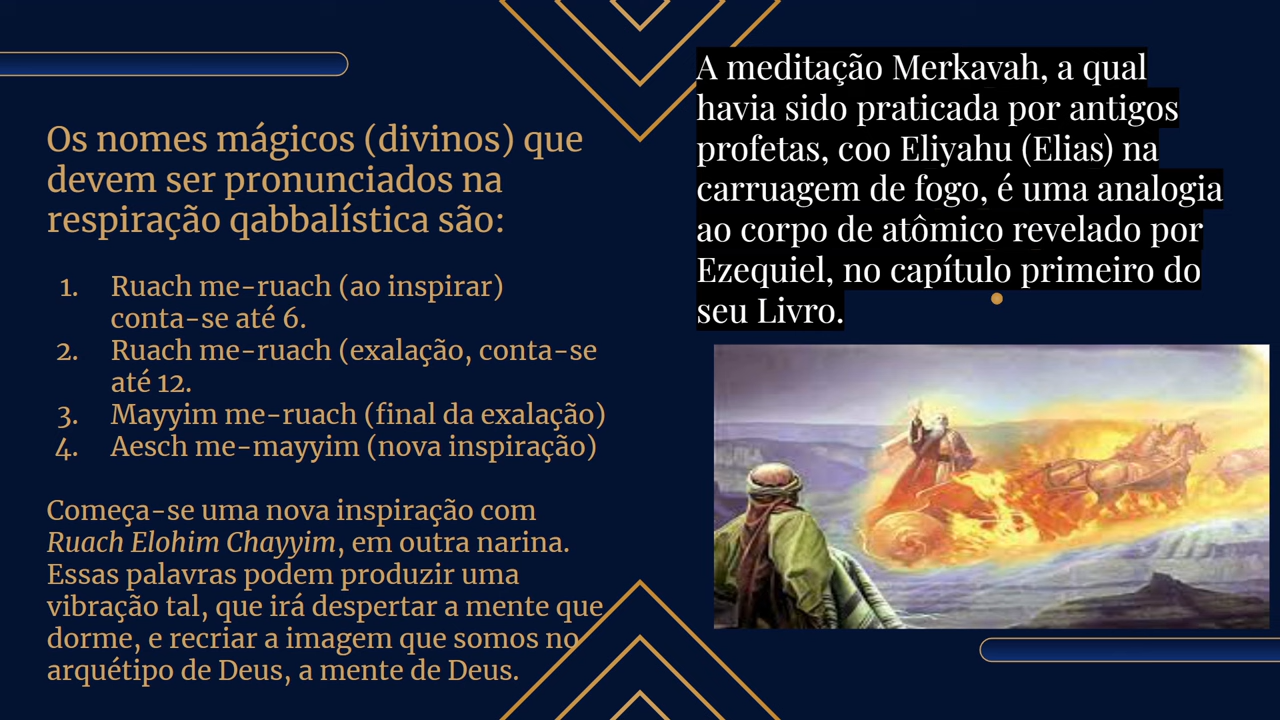 Os nomes mágicos (divinos) que
devem ser pronunciados na
respiração qabbalística são:
1. Ruach me-ruach (ao inspirar)
conta-se até 6.
2. Ruach me-ruach (exalação, conta-se
até 12.
3. Mayyim me-ruach (final da exalação)
4. Aesch me-mayyim (nova inspiração)
Começa-se uma nova inspiração com
Ruach Elohim Chayyim, em outra narina.
Essas palavras podem produzir uma
vibração tal, que irá despertar a mente que
dorme, e recriar a imagem que somos no
arquétipo de Deus, a mente de Deus.
A meditação Merkavah, a qual
havia sido praticada por antigos
profetas, coo Eliyahu (Elias) na
carruagem de fogo, é uma analogia
ao corpo de atômico revelado por
Ezequiel, no capítulo primeiro do
seu Livro.